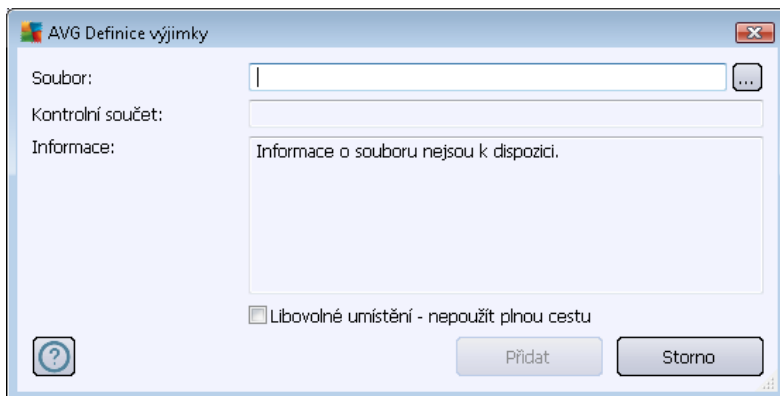 AVG Definice výjimky
Soubor:
...
Kontrolní součet:
Informace:
Informace o souboru nejsou k dispozici.
Libovolné umístění - nepoužít plnou cestu
?
Přidat
Storno